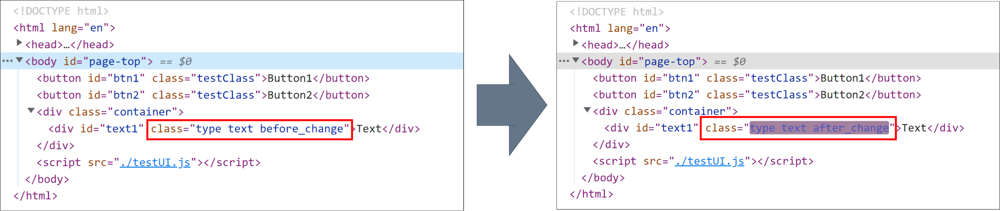 <!DOCTYPE html>
<html lang="en">
<head>…</head>
<body id="page-top"> == $0
<button id="btn1" class="testClass">Button1</button>
<button id="btn2" class="testClass">Button2</button>
<div class="container">
<div id="text1" class="type text before_change">Text</div>
</div>
<script src="./testUI.js"></script>
</body>
</html>
<!DOCTYPE html>
<html lang="en">
<head>…</head>
<body id="page-top"> == $0
<button id="btn1" class="testClass">Button1</button>
<button id="btn2" class="testClass">Button2</button>
<div class="container">
<div id="text1" class="type text after_change">Text</div>
</div>
<script src="./testUI.js"></script>
</body>
</html>